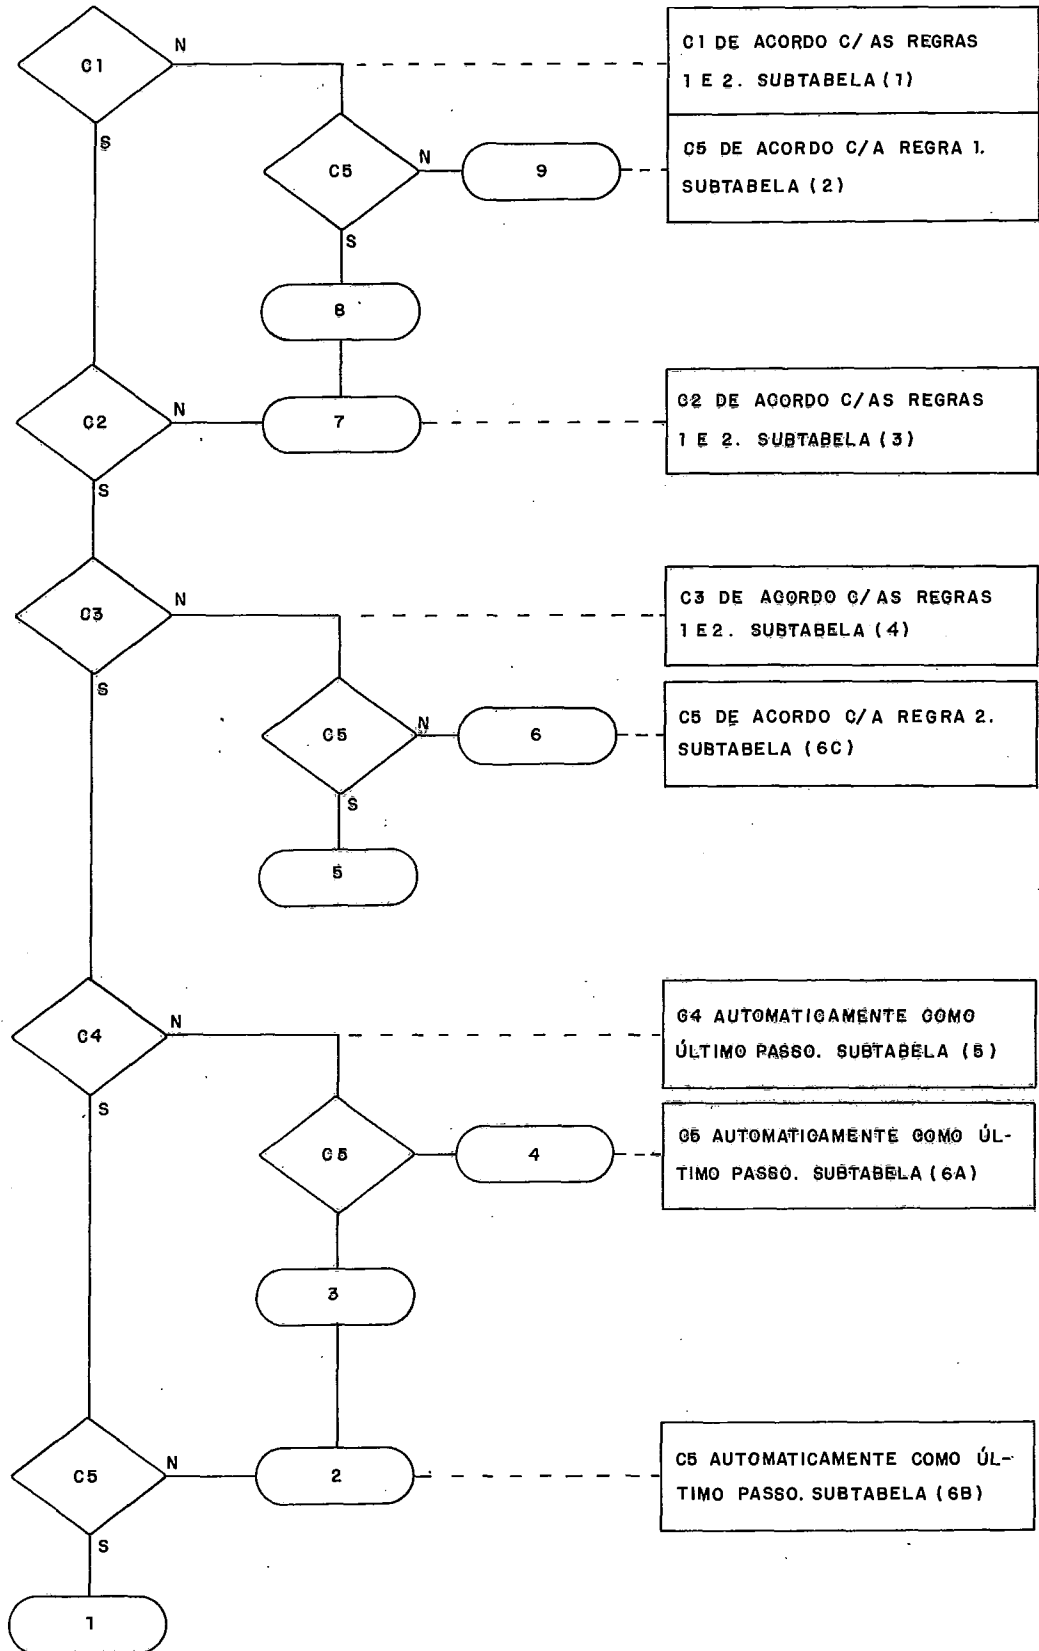 C1
N
S
C1 DE ACORDO C/AS REGRAS
1 E 2. SUBTABELA (1)
C5
N
S
9
C5 DE ACORDO C/A REGRA 1.
SUBTABELA (2)
8
C2
N
S
7
C2 DE ACORDO C/AS REGRAS
1 E 2. SUBTABELA (3)
C3
N
S
C3 DE ACORDO C/AS REGRAS
1 E 2. SUBTABELA (4)
C5
N
S
6
C5 DE ACORDO C/A REGRA 2.
SUBTABELA (6C)
5
C4
N
S
C4 AUTOMATICAMENTE COMO
ÚLTIMO PASSO. SUBTABELA (5)
C5
4
C5 AUTOMATICAMENTE COMO ÚL-
TIMO PASSO. SUBTABELA (6A)
3
C5
N
S
2
C5 AUTOMATICAMENTE COMO ÚL-
TIMO PASSO. SUBTABELA (6B)
1